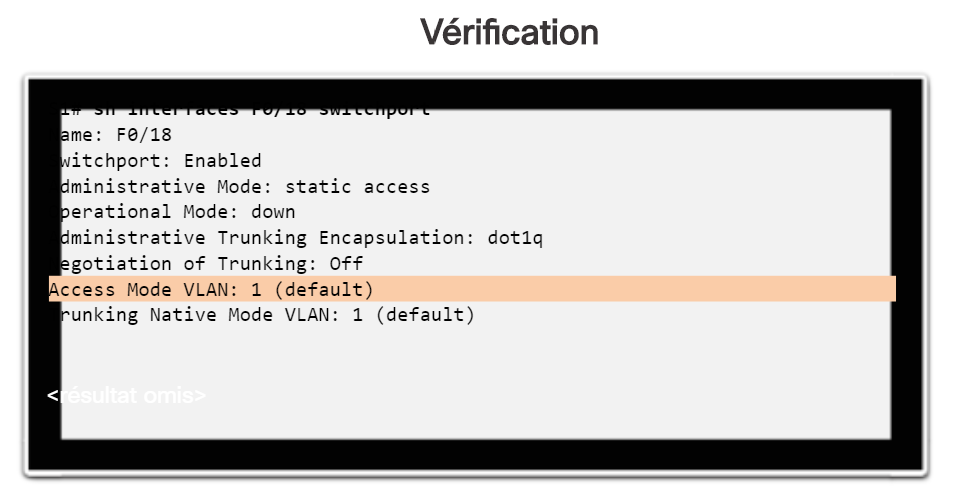 Vérification
# sh interfaces F0/18 switchport
ame: F0/18
witchport: Enabled
dministrative Mode: static access
perational Mode: down
dministrative Trunking Encapsulation: dot1q
egotiation of Trunking: Off
Access Mode VLAN: 1 (default)
runking Native Mode VLAN: 1 (default)
<résultat omis>